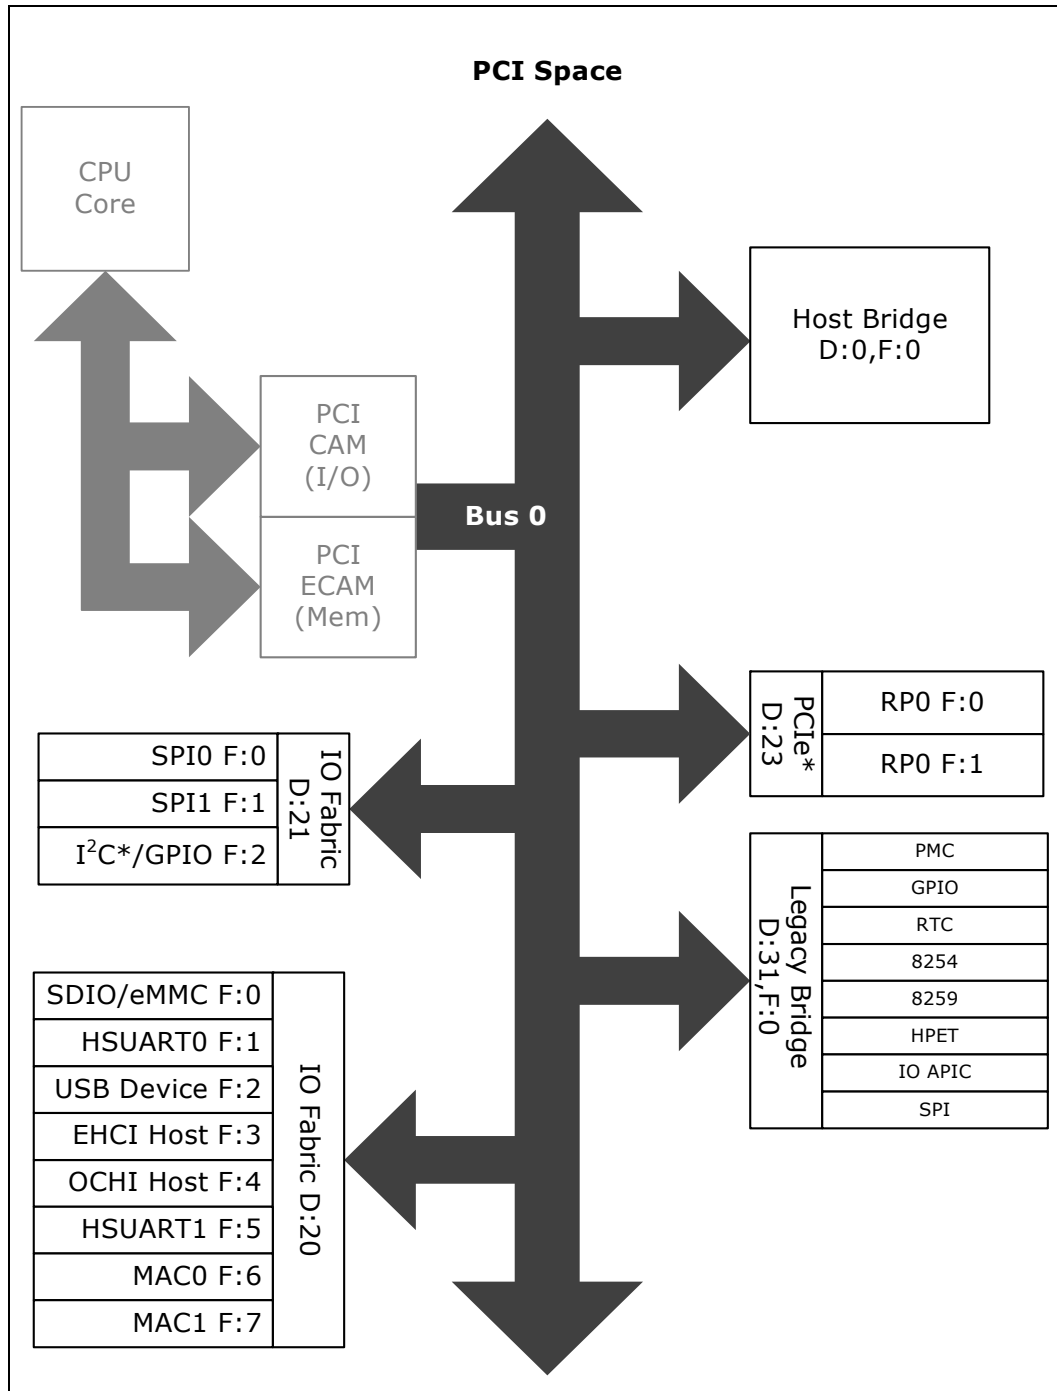 PCI Space
CPU
Core
Host Bridge
D:0,F:0
PCI
CAM
(I/O)
Bus 0
PCI
ECAM
(Mem)
PCIe*
D:23
RP0 F:0
RP0 F:1
SPI0 F:0
SPI1 F:1
I²C*/GPIO F:2
IO Fabric
D:21
Legacy Bridge
D:31,F:0
PMC
GPIO
RTC
8254
8259
HPET
IO APIC
SPI
SDIO/eMMC F:0
HSUART0 F:1
USB Device F:2
EHCI Host F:3
OCHI Host F:4
HSUART1 F:5
MAC0 F:6
MAC1 F:7
IO Fabric D:20